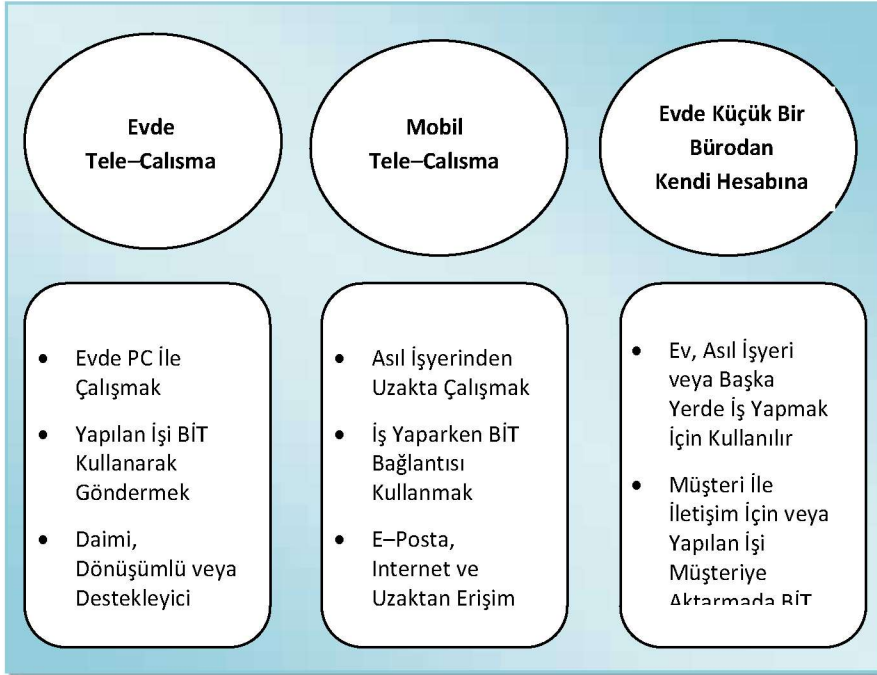 Evde
Tele–Calısma
Mobil
Tele–Calısma
Evde Küçük Bir
Bürodan
Kendi Hesabına
• Evde PC İle
Çalışmak
• Yapılan İşi BİT
Kullanarak
Göndermek
• Daimi,
Dönüşümlü veya
Destekleyici
• Asıl İşyerinden
Uzakta Çalışmak
• İş Yaparken BİT
Bağlantısı
Kullanmak
• E–Posta,
Internet ve
Uzaktan Erişim
• Ev, Asıl İşyeri
veya Başka
Yerde İş Yapmak
İçin Kullanılır
• Müşteri İle
İletişim İçin veya
Yapılan İşi
Müşteriye
Aktarmada BİT